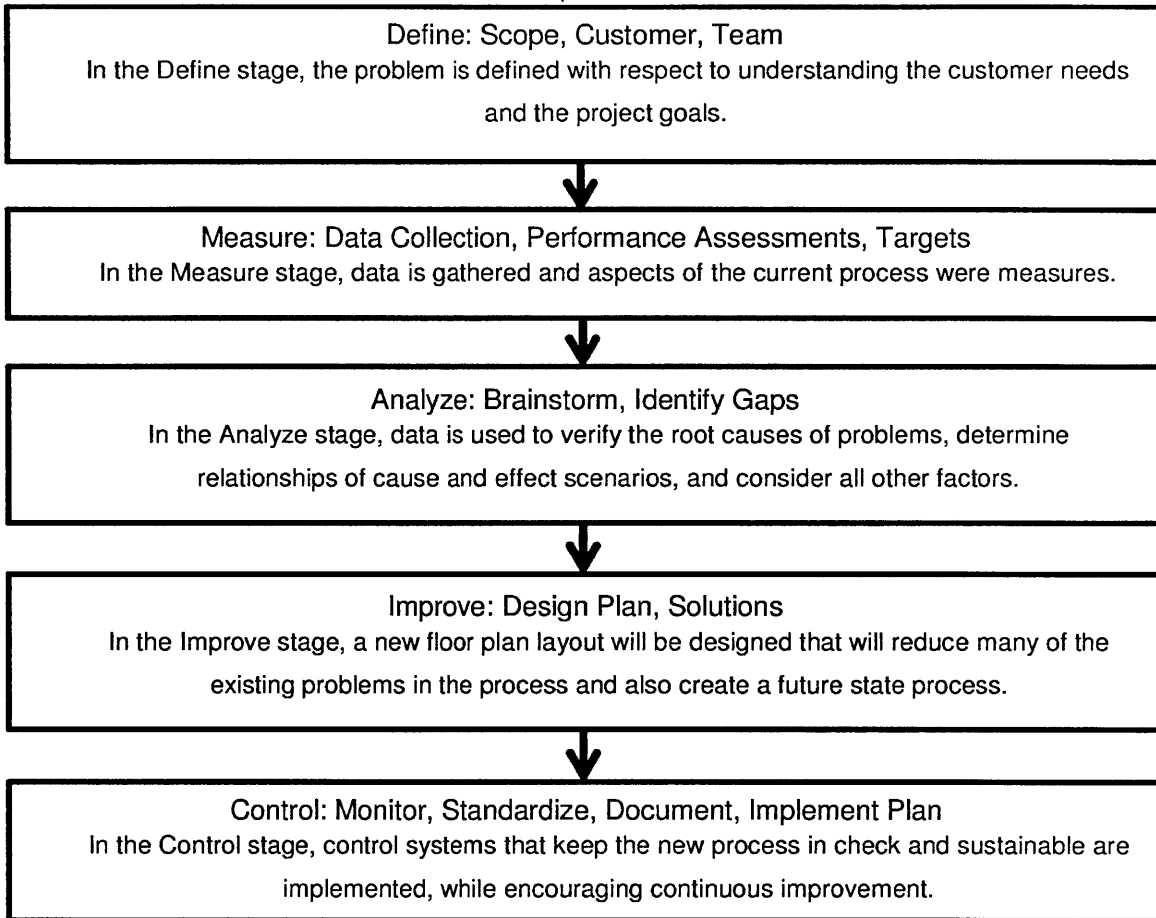 Define: Scope, Customer, Team
In the Define stage, the problem is defined with respect to understanding the customer needs
and the project goals.
Measure: Data Collection, Performance Assessments, Targets
In the Measure stage, data is gathered and aspects of the current process were measures.
Analyze: Brainstorm, Identify Gaps
In the Analyze stage, data is used to verify the root causes of problems, determine
relationships of cause and effect scenarios, and consider all other factors.
Improve: Design Plan, Solutions
In the Improve stage, a new floor plan layout will be designed that will reduce many of the
existing problems in the process and also create a future state process.
Control: Monitor, Standardize, Document, Implement Plan
In the Control stage, control systems that keep the new process in check and sustainable are
implemented, while encouraging continuous improvement.